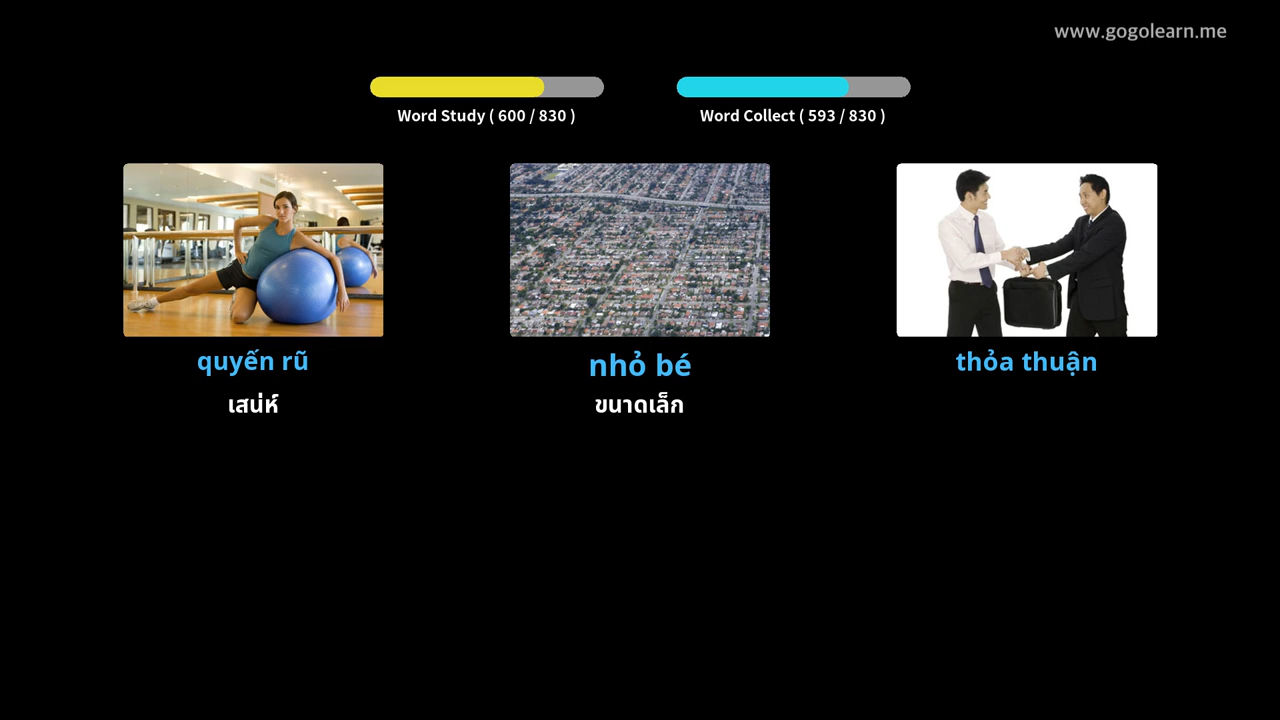 www.gogolearn.me
Word Study ( 600 / 830 )
Word Collect ( 593 / 830 )
quyến rũ
เสน่ห์
nhỏ bé
ขนาดเล็ก
thỏa thuận